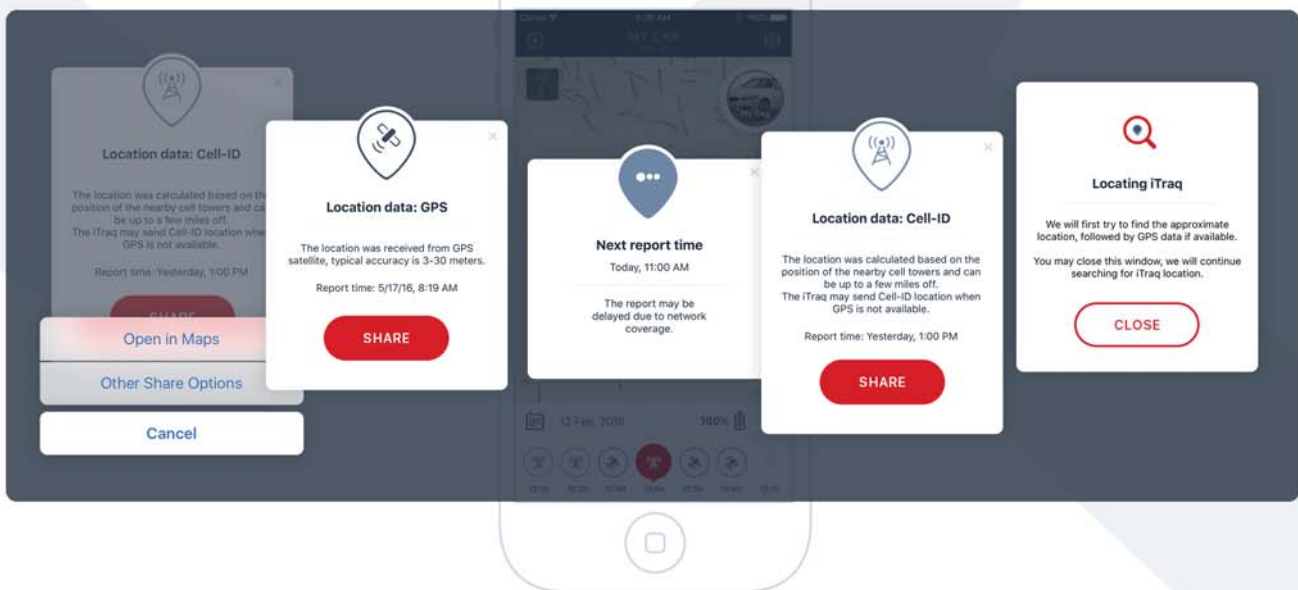 MY CAR
Location data: Cell-ID
The location was calculated based on the
position of the nearby cell towers and can
be up to a few miles off.
The iTraq may send Cell-ID location when
GPS is not available.
Report time: Yesterday, 1:00 PM
SHARE
Open in Maps
Other Share Options
Cancel
Location data: GPS
The location was received from GPS
satellite, typical accuracy is 3-30 meters.
Report time: 5/17/16, 8:19 AM
SHARE
Next report time
Today, 11:00 AM
The report may be
delayed due to network
coverage.
12 Feb, 2016
100%
Location data: Cell-ID
The location was calculated based on the
position of the nearby cell towers and can
be up to a few miles off.
The iTraq may send Cell-ID location when
GPS is not available.
Report time: Yesterday, 1:00 PM
SHARE
Locating iTraq
We will first try to find the approximate
location, followed by GPS data if available.
You may close this window, we will continue
searching for iTraq location.
CLOSE